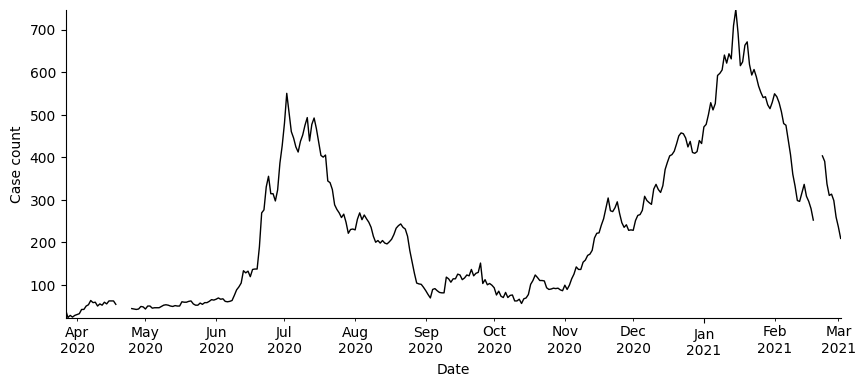 Case count
700
600
500
400
300
200
100
Apr 2020
May 2020
Jun 2020
Jul 2020
Aug 2020
Sep 2020
Oct 2020
Nov 2020
Dec 2020
Jan 2021
Feb 2021
Mar 2021
Date